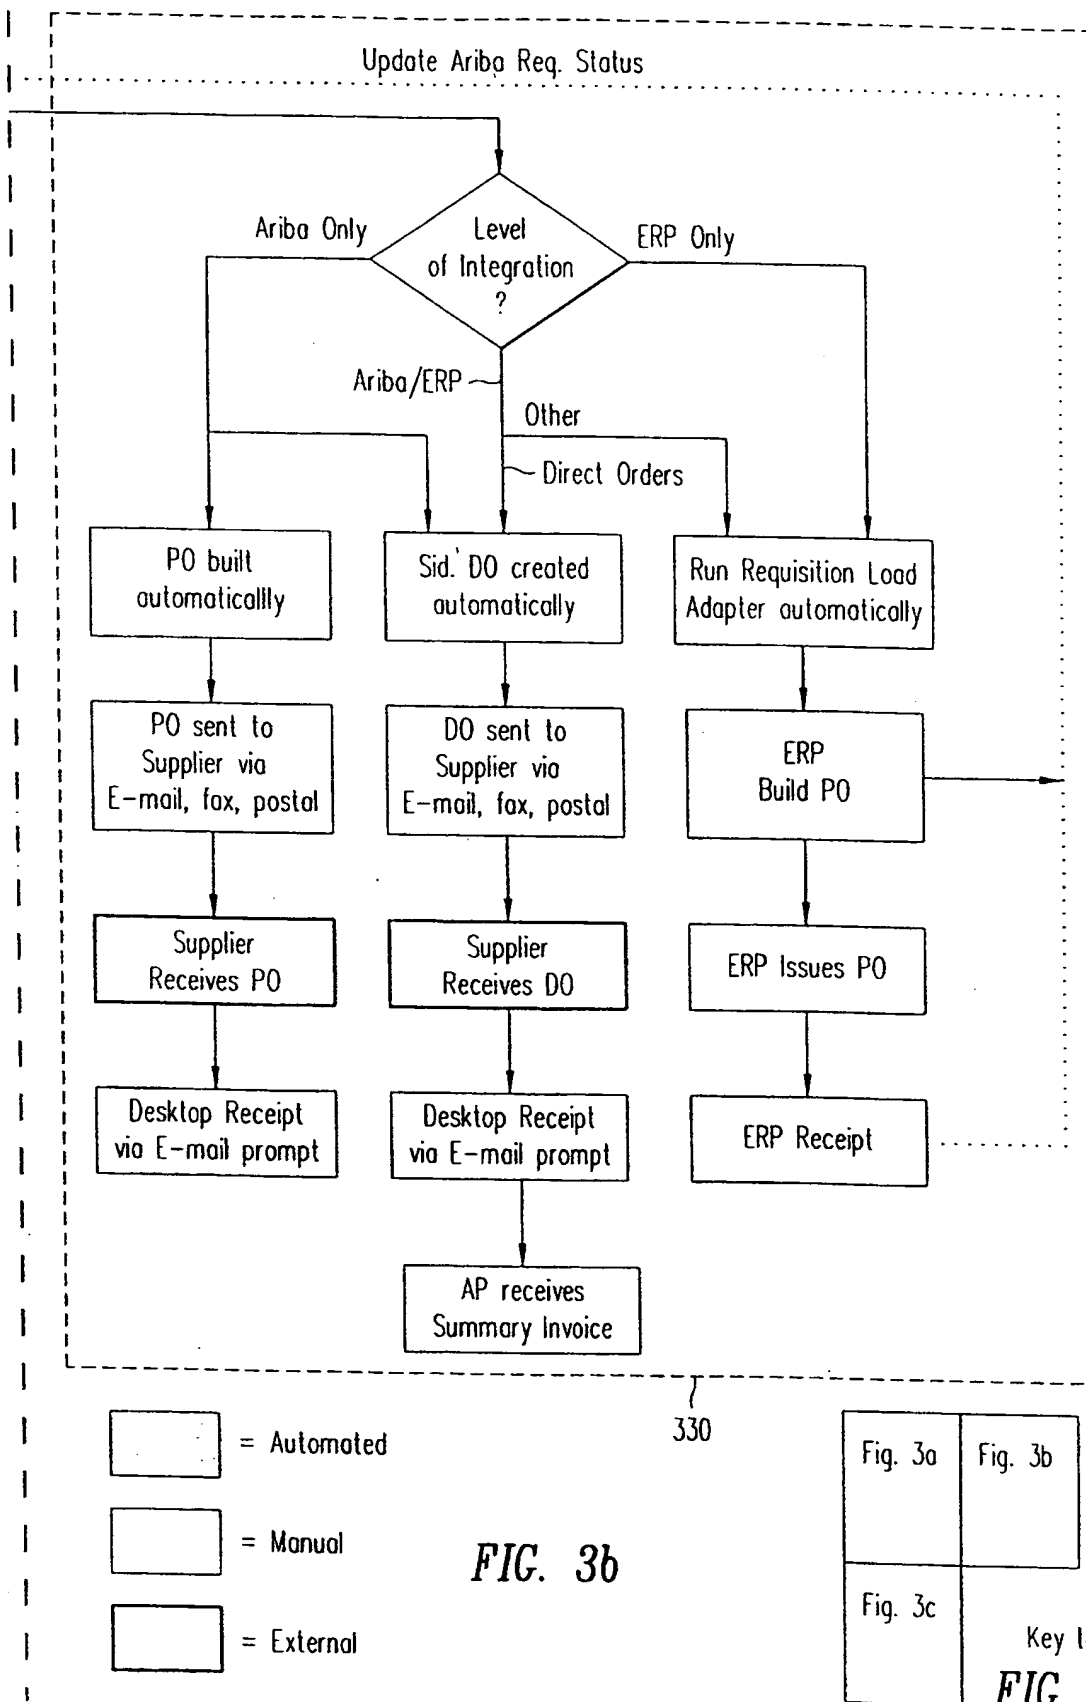 Update Ariba Req. Status
Ariba Only
Level
of Integration
?
ERP Only
Ariba/ERP
Other
Direct Orders
PO built
automaticallly
Sid.' DO created
automatically
Run Requisition Load
Adapter automatically
PO sent to
Supplier via
E-mail, fax, postal
DO sent to
Supplier via
E-mail, fax, postal
ERP
Build PO
Supplier
Receives PO
Supplier
Receives DO
ERP Issues PO
Desktop Receipt
via E-mail prompt
Desktop Receipt
via E-mail prompt
ERP Receipt
AP receives
Summary Invoice
330
= Automated
= Manual
= External
FIG. 3b
Fig. 3a
Fig. 3b
Fig. 3c
Key
FIG